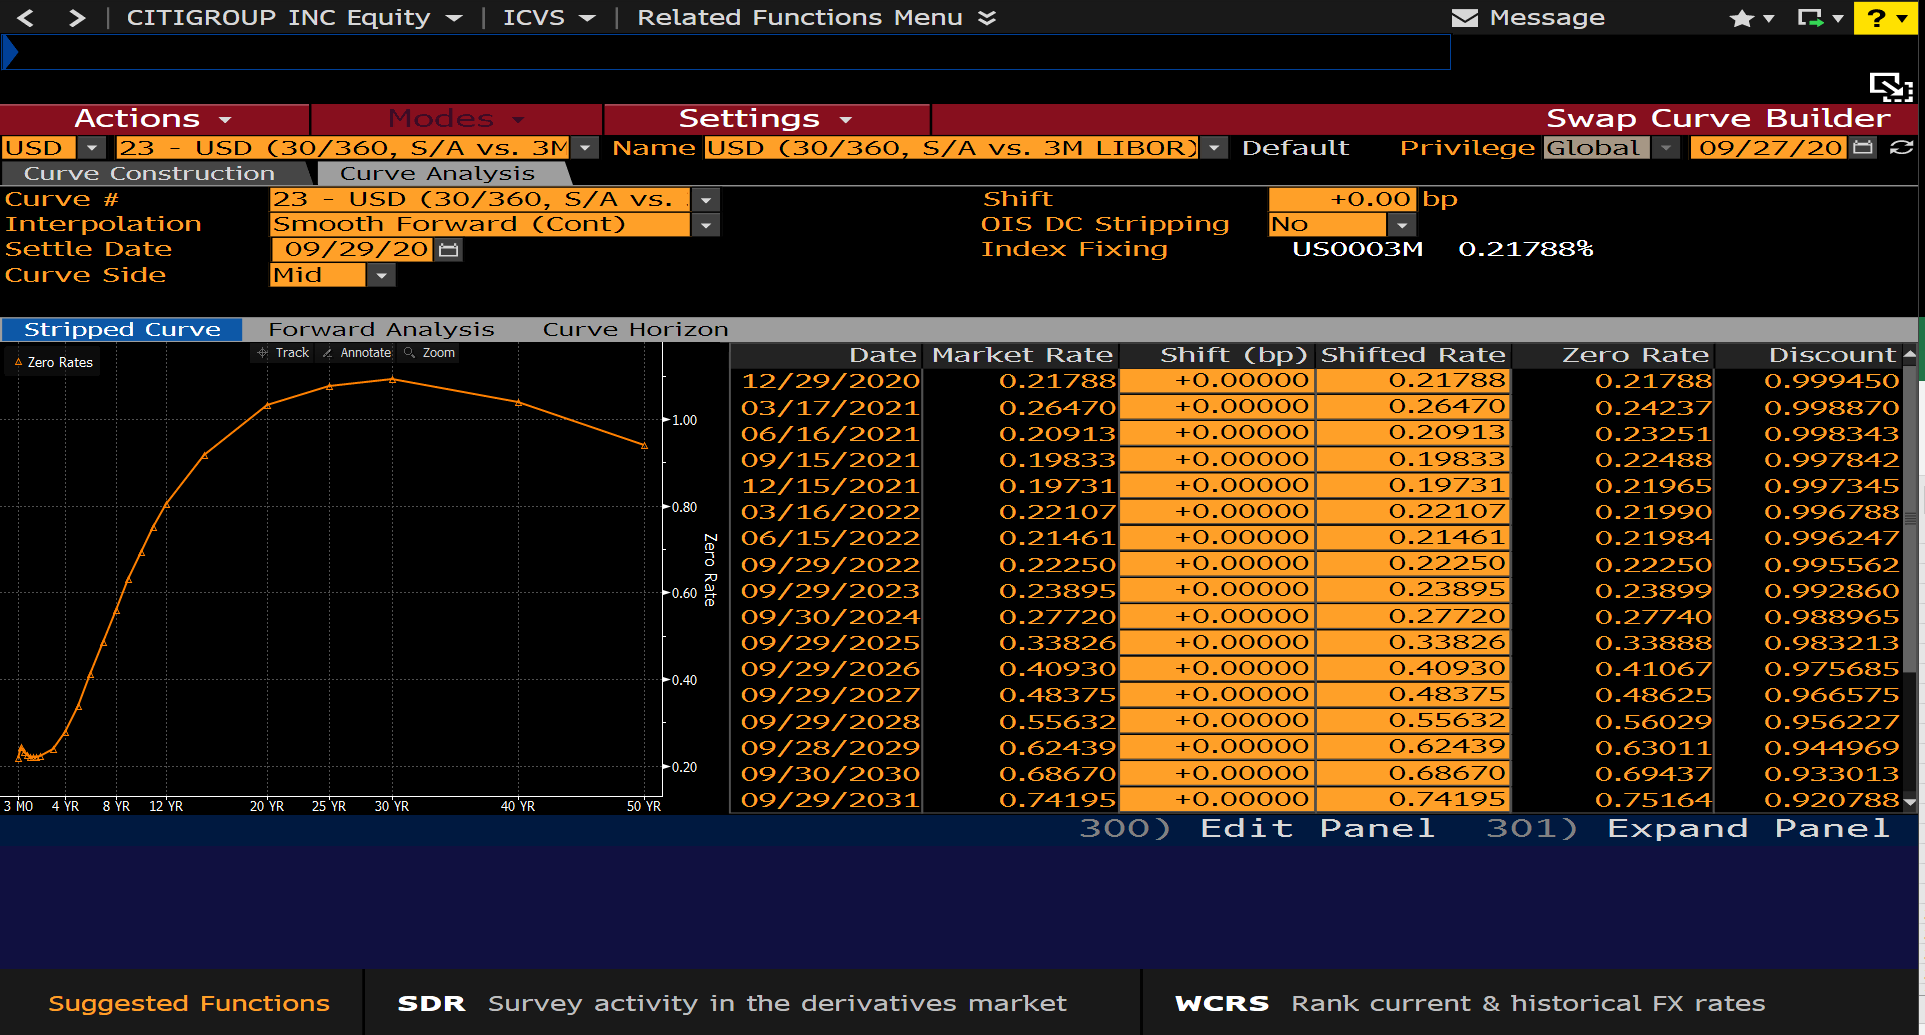 CITIGROUP INC Equity ICVS Related Functions Menu Message ?
Actions Modes Settings Swap Curve Builder
USD 23 - USD (30/360, S/A vs. 3M Name USD (30/360, S/A vs. 3M LIBOR) Default Privilege Global 09/27/20
Curve Construction Curve Analysis
Curve # 23 - USD (30/360, S/A vs. Shift +0.00 bp
Interpolation Smooth Forward (Cont) OIS DC Stripping No
Settle Date 09/29/20 Index Fixing US0003M 0.21788%
Curve Side Mid
Stripped Curve Forward Analysis Curve Horizon
Track Annotate Zoom
Zero Rates
1.00
0.80
0.60
0.40
0.20
Zero Rate
3 MO 4 YR 8 YR 12 YR 20 YR 25 YR 30 YR 40 YR 50 YR
Date Market Rate Shift (bp) Shifted Rate Zero Rate Discount
12/29/2020 0.21788 +0.00000 0.21788 0.21788 0.999450
03/17/2021 0.26470 +0.00000 0.26470 0.24237 0.998870
06/16/2021 0.20913 +0.00000 0.20913 0.23251 0.998343
09/15/2021 0.19833 +0.00000 0.19833 0.22488 0.997842
12/15/2021 0.19731 +0.00000 0.19731 0.21965 0.997345
03/16/2022 0.22107 +0.00000 0.22107 0.21990 0.996788
06/15/2022 0.21461 +0.00000 0.21461 0.21984 0.996247
09/29/2022 0.22250 +0.00000 0.22250 0.22250 0.995562
09/29/2023 0.23895 +0.00000 0.23895 0.23899 0.992860
09/30/2024 0.27720 +0.00000 0.27720 0.27740 0.988965
09/29/2025 0.33826 +0.00000 0.33826 0.33888 0.983213
09/29/2026 0.40930 +0.00000 0.40930 0.41067 0.975685
09/29/2027 0.48375 +0.00000 0.48375 0.48625 0.966575
09/29/2028 0.55632 +0.00000 0.55632 0.56029 0.956227
09/28/2029 0.62439 +0.00000 0.62439 0.63011 0.944969
09/30/2030 0.68670 +0.00000 0.68670 0.69437 0.933013
09/29/2031 0.74195 +0.00000 0.74195 0.75164 0.920788
300) Edit Panel 301) Expand Panel
Suggested Functions SDR Survey activity in the derivatives market WCRS Rank current & historical FX rates